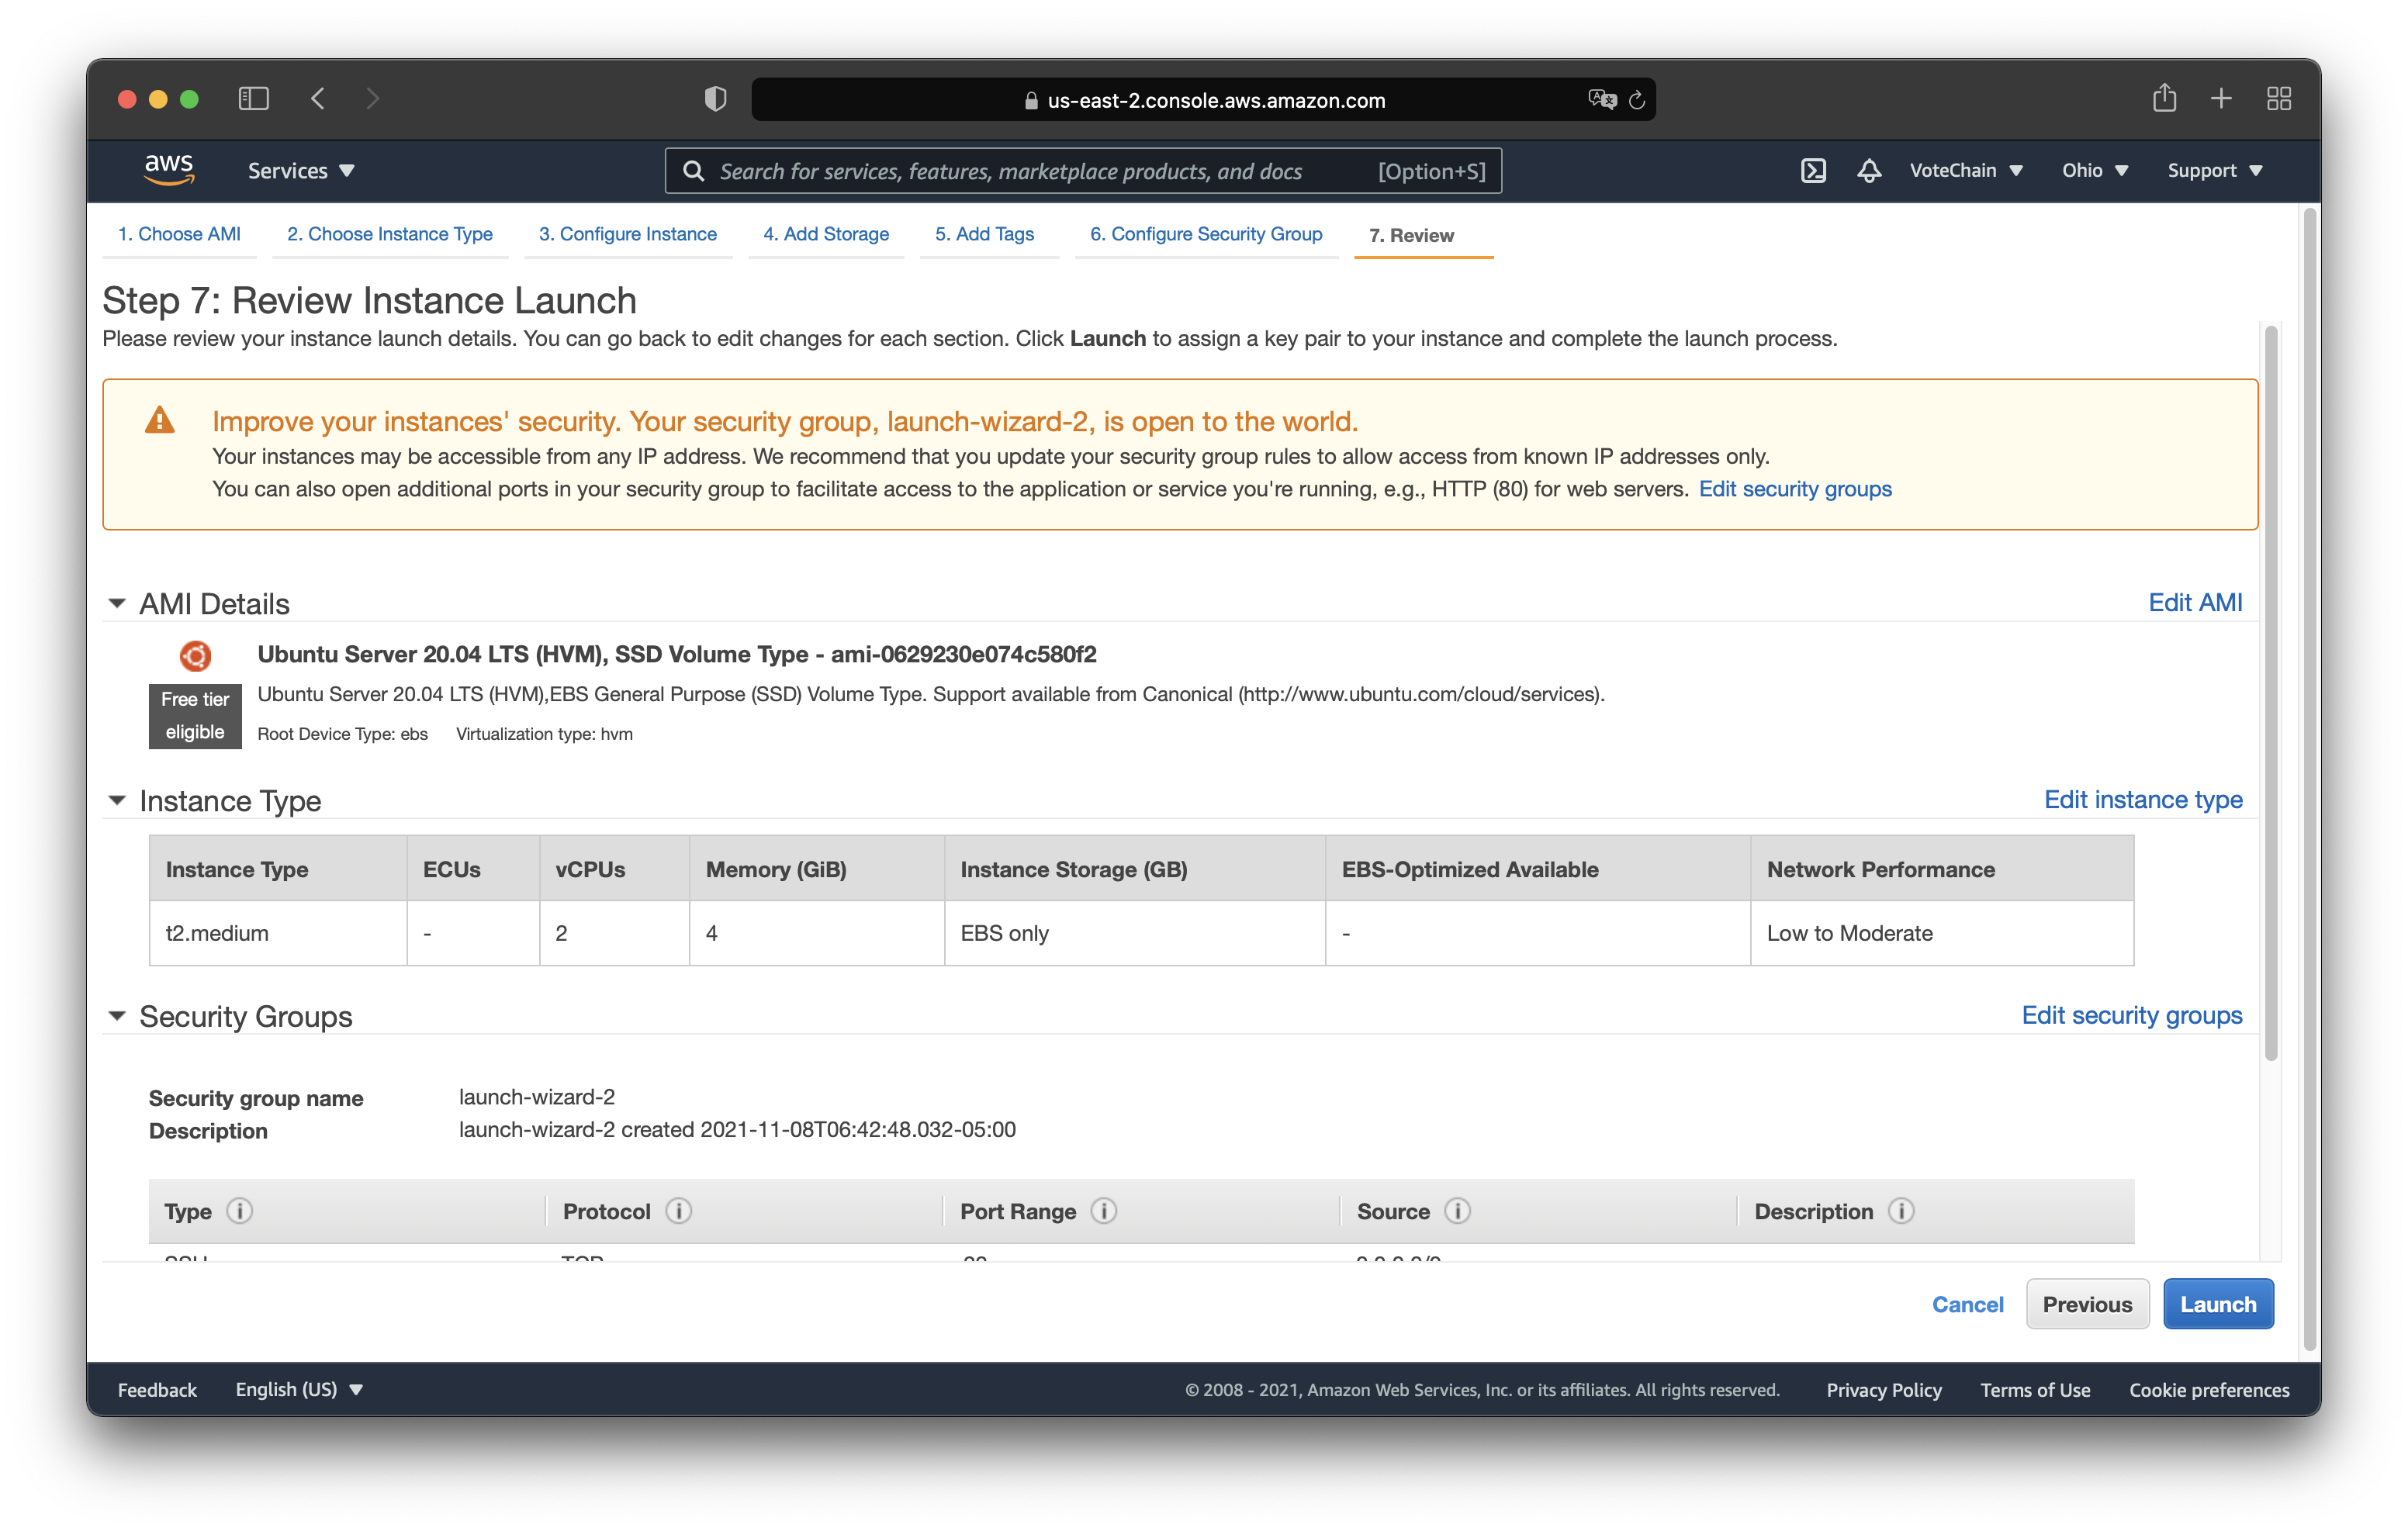 us-east-2.console.aws.amazon.com
aws Services Search for services, features, marketplace products, and docs [Option+S] VoteChain Ohio Support
1. Choose AMI 2. Choose Instance Type 3. Configure Instance 4. Add Storage 5. Add Tags 6. Configure Security Group 7. Review
Step 7: Review Instance Launch
Please review your instance launch details. You can go back to edit changes for each section. Click Launch to assign a key pair to your instance and complete the launch process.
Improve your instances' security. Your security group, launch-wizard-2, is open to the world.
Your instances may be accessible from any IP address. We recommend that you update your security group rules to allow access from known IP addresses only.
You can also open additional ports in your security group to facilitate access to the application or service you're running, e.g., HTTP (80) for web servers. Edit security groups
AMI Details Edit AMI
Ubuntu Server 20.04 LTS (HVM), SSD Volume Type - ami-0629230e074c580f2
Free tier
eligible
Ubuntu Server 20.04 LTS (HVM),EBS General Purpose (SSD) Volume Type. Support available from Canonical (http://www.ubuntu.com/cloud/services).
Root Device Type: ebs Virtualization type: hvm
Instance Type Edit instance type
Instance Type ECUs vCPUs Memory (GiB) Instance Storage (GB) EBS-Optimized Available Network Performance
t2.medium - 2 4 EBS only - Low to Moderate
Security Groups Edit security groups
Security group name launch-wizard-2
Description launch-wizard-2 created 2021-11-08T06:42:48.032-05:00
Type Protocol Port Range Source Description
Cancel Previous Launch
Feedback English (US) © 2008 - 2021, Amazon Web Services, Inc. or its affiliates. All rights reserved. Privacy Policy Terms of Use Cookie preferences